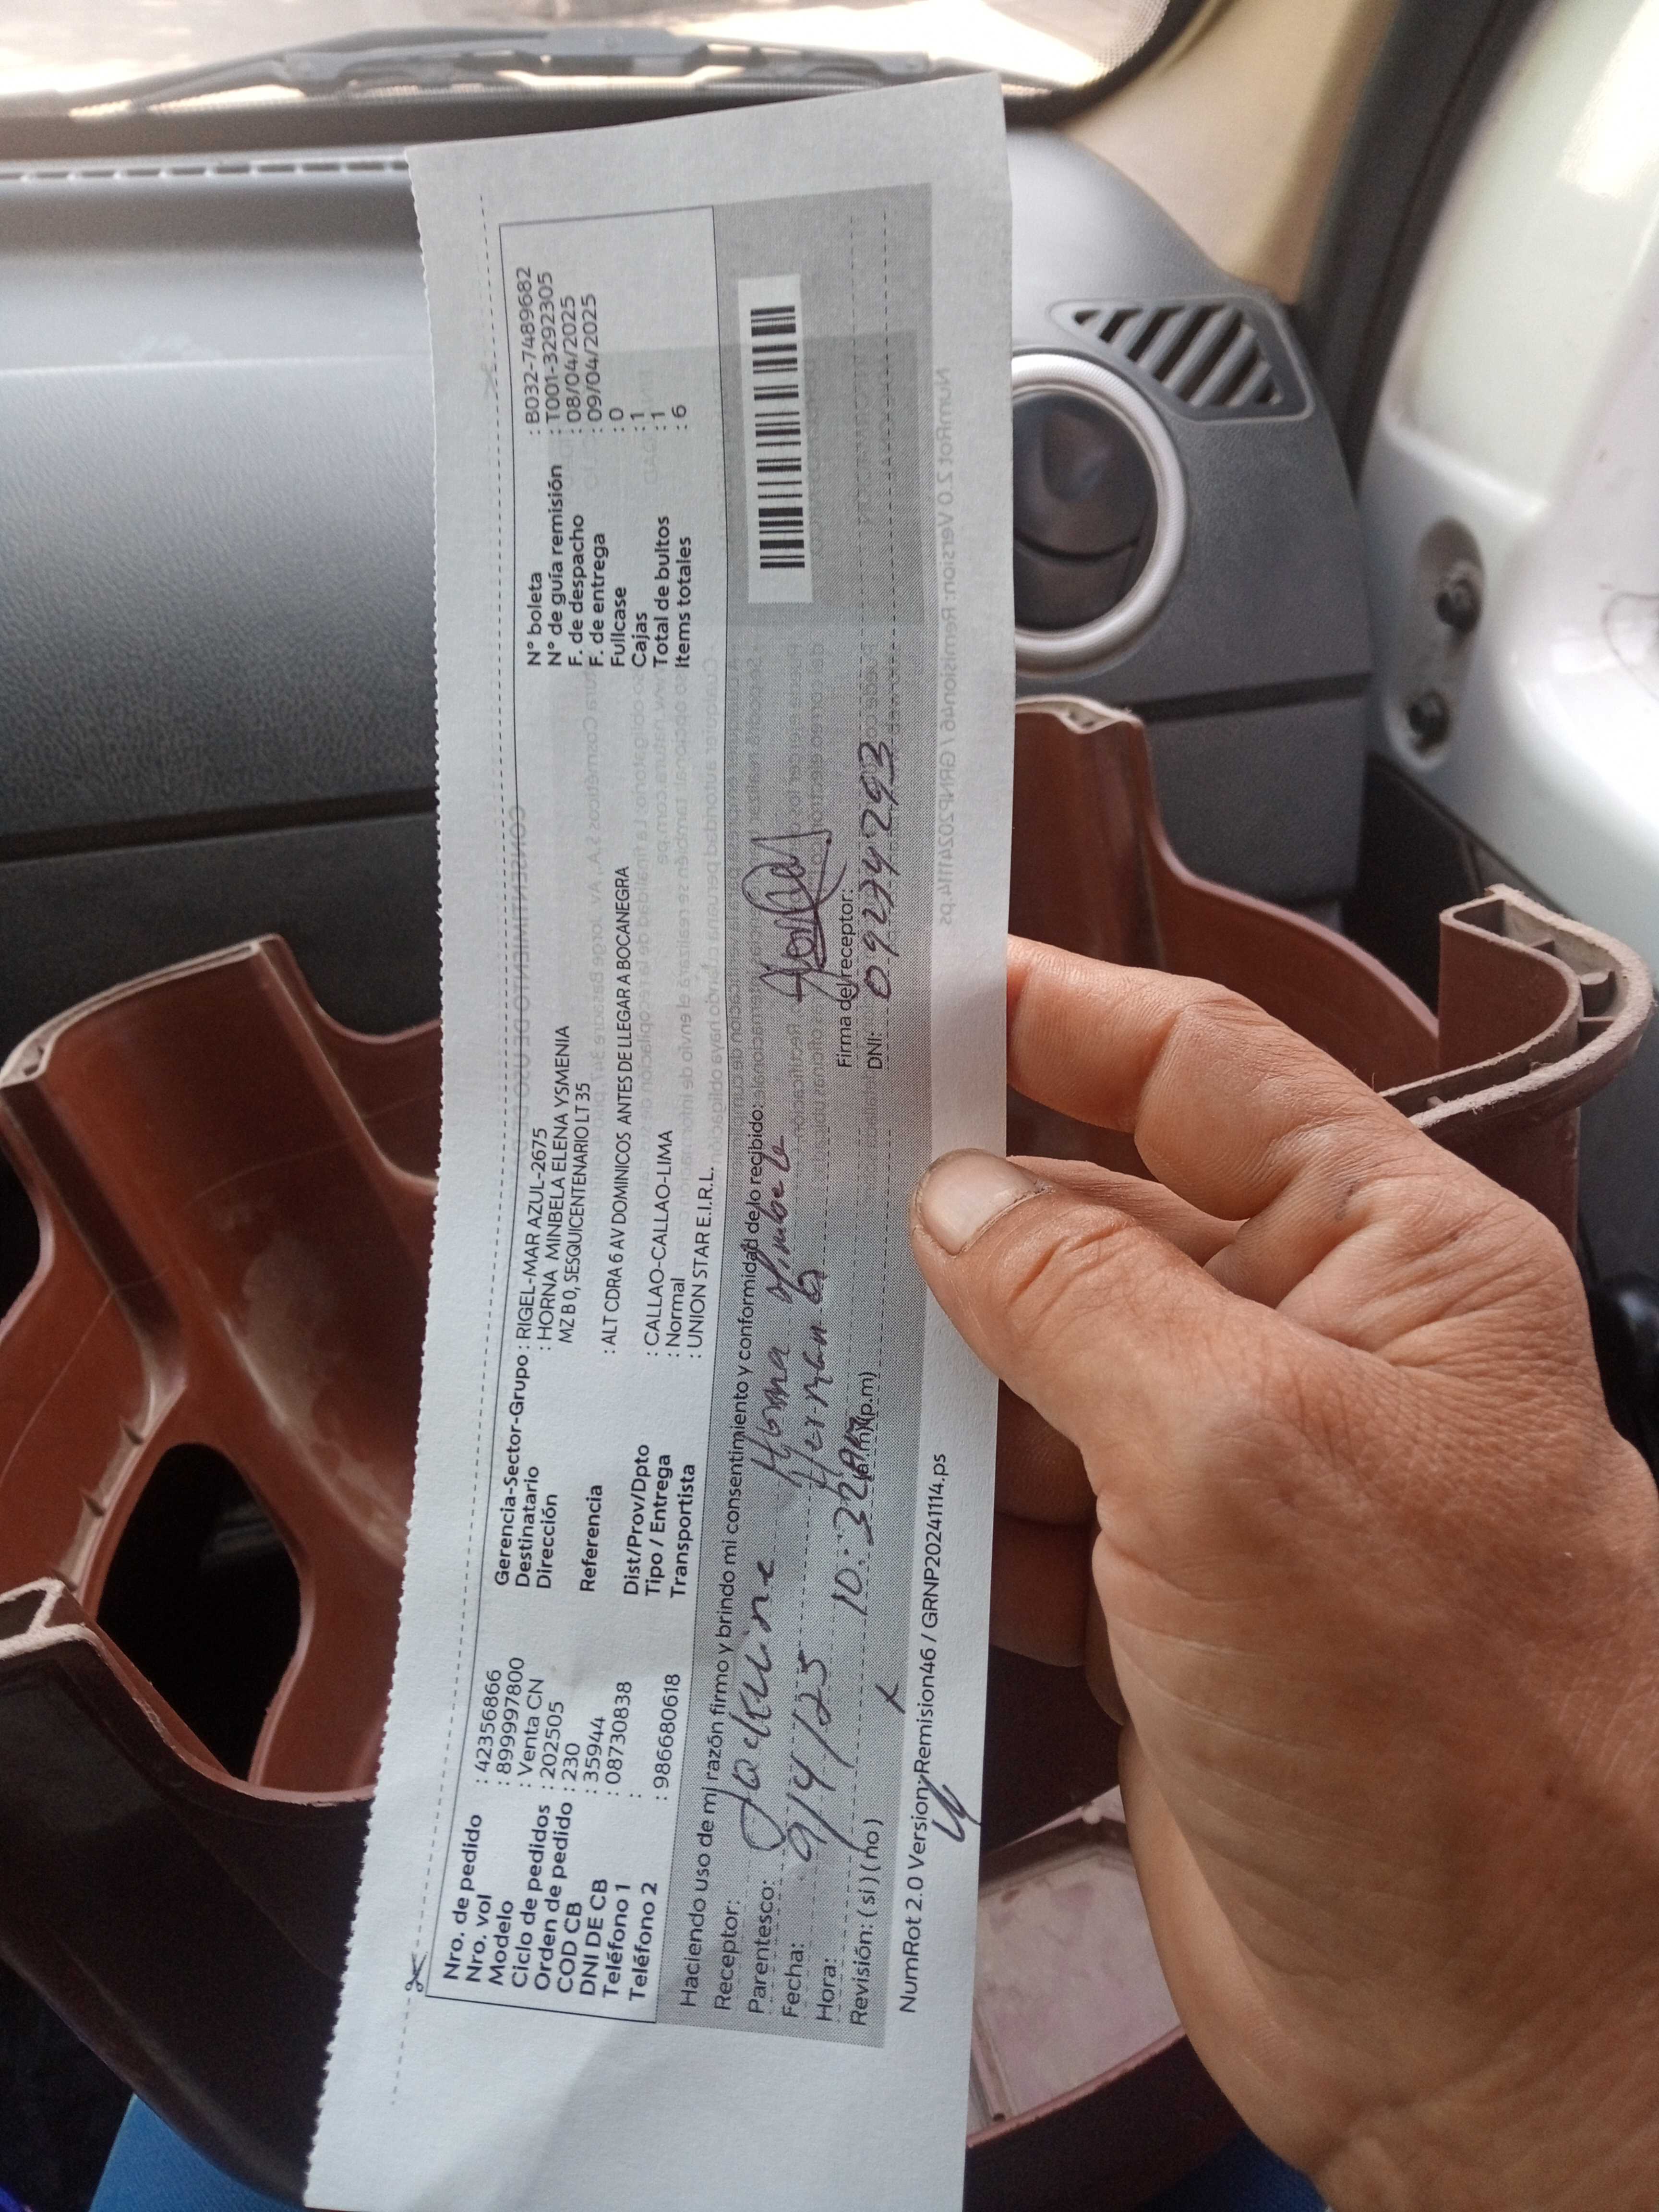 Nro. de pedido : 42356866
Nro. vol : 899997800
Modelo : Venta CN
Ciclo de pedidos : 202505
Orden de pedido : 230
COD CB : 35944
DNI DE CB : 08730838
Teléfono 1 :
Teléfono 2 : 986680618
Gerencia-Sector-Grupo : RIGEL-MAR AZUL-2675
Destinatario : HORNA MINBELA ELENA YSMENIA
Dirección MZ B 0, SESQUICENTENARIO LT 35
Referencia : ALT CDRA 6 AV DOMINICOS ANTES DE LLEGAR A BOCANEGRA
Dist/Prov/Dpto : CALLAO-CALLAO-LIMA
Tipo / Entrega : Normal
Transportista : UNION STAR E.I.R.L.
N° boleta : B032-74896​82
N° de guía remisión : T001-3292305
F. de despacho : 08/04/2025
F. de entrega : 09/04/2025
Fullcase : 0
Cajas : 1
Total de bultos : 1
Items totales : 6
Haciendo uso de mi razón firmo y brindo mi consentimiento y conformidad de lo recibido:
Receptor: Horna
Parentesco: Hermana
Fecha: 9/4/25
Hora: 10:32 AM (a.m)(p.m)
Revisión: (si) (no)
Firma del receptor:
DNI: 092742993
NumRot 2.0 Version: Remision46 / GRNP20241114.ps